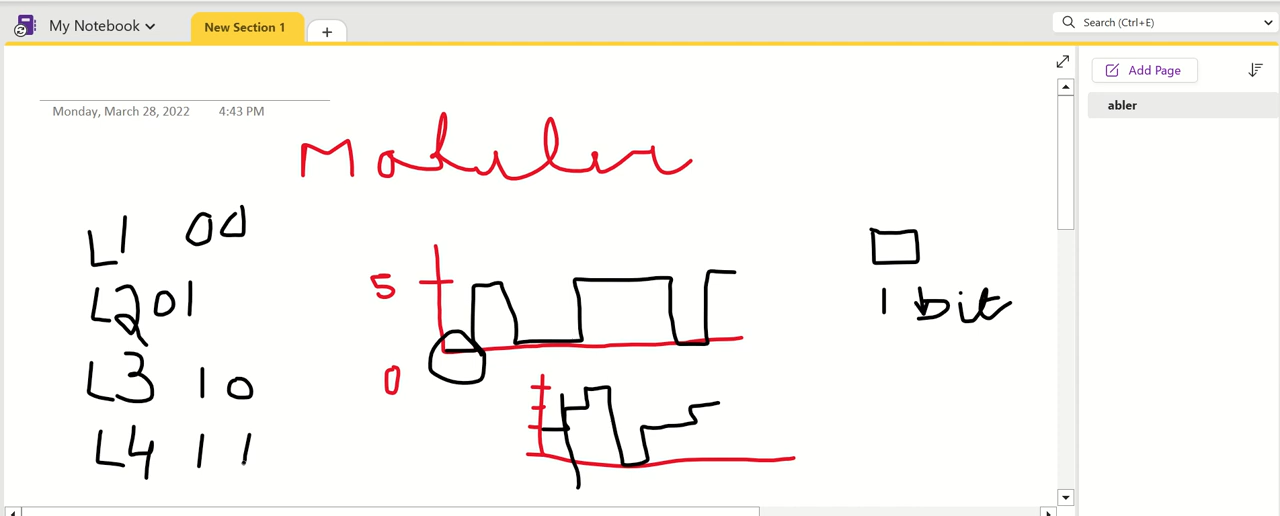 My Notebook
New Section 1
+
Search (Ctrl+E)
Add Page
abler
Monday, March 28, 2022 4:43 PM
L1 00
L2 01
L3 10
L4 11
5
0
1 bit